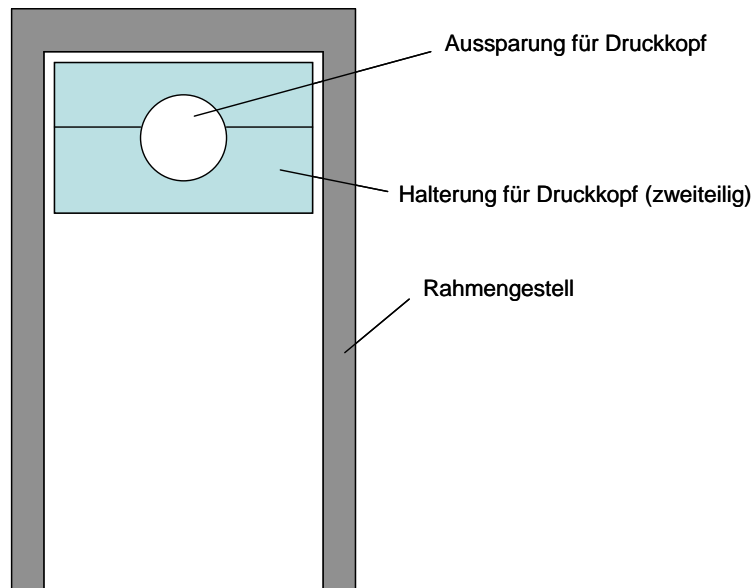 Aussparung für Druckkopf
Halterung für Druckkopf (zweiteilig)
Rahmengestell